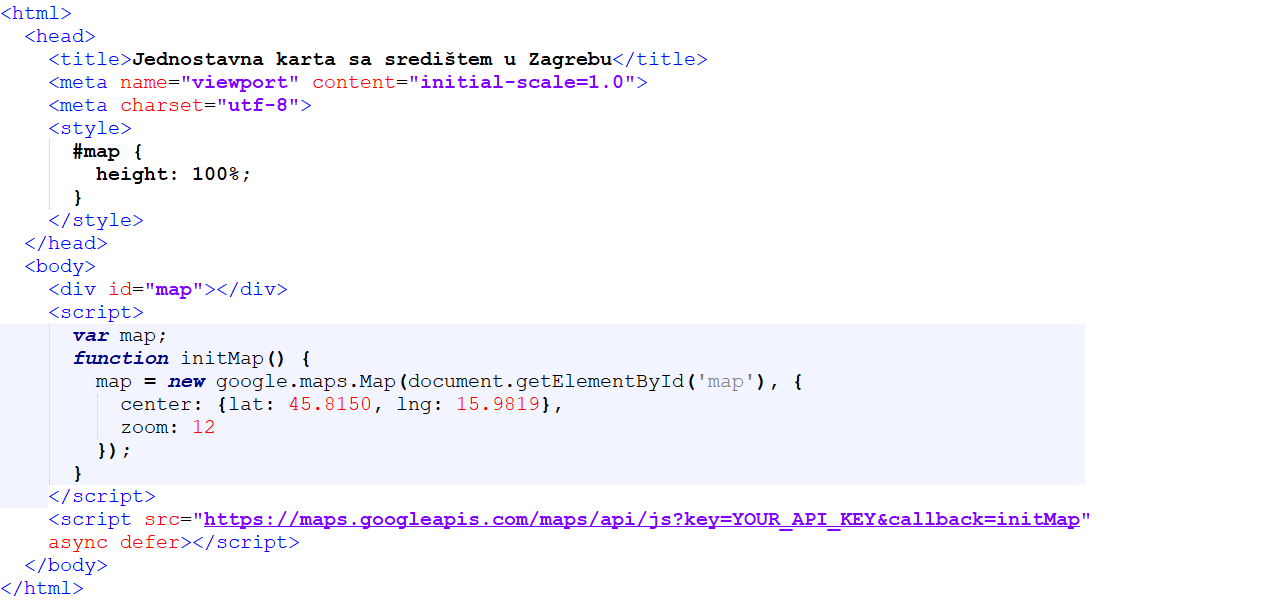 <html>
  <head>
    <title>Jednostavna karta sa središtem u Zagrebu</title>
    <meta name="viewport" content="initial-scale=1.0">
    <meta charset="utf-8">
    <style>
      #map {
        height: 100%;
      }
    </style>
  </head>
  <body>
    <div id="map"></div>
    <script>
      var map;
      function initMap() {
        map = new google.maps.Map(document.getElementById('map'), {
          center: {lat: 45.8150, lng: 15.9819},
          zoom: 12
        });
      }
    </script>
    <script src="https://maps.googleapis.com/maps/api/js?key=YOUR_API_KEY&callback=initMap"
    async defer></script>
  </body>
</html>